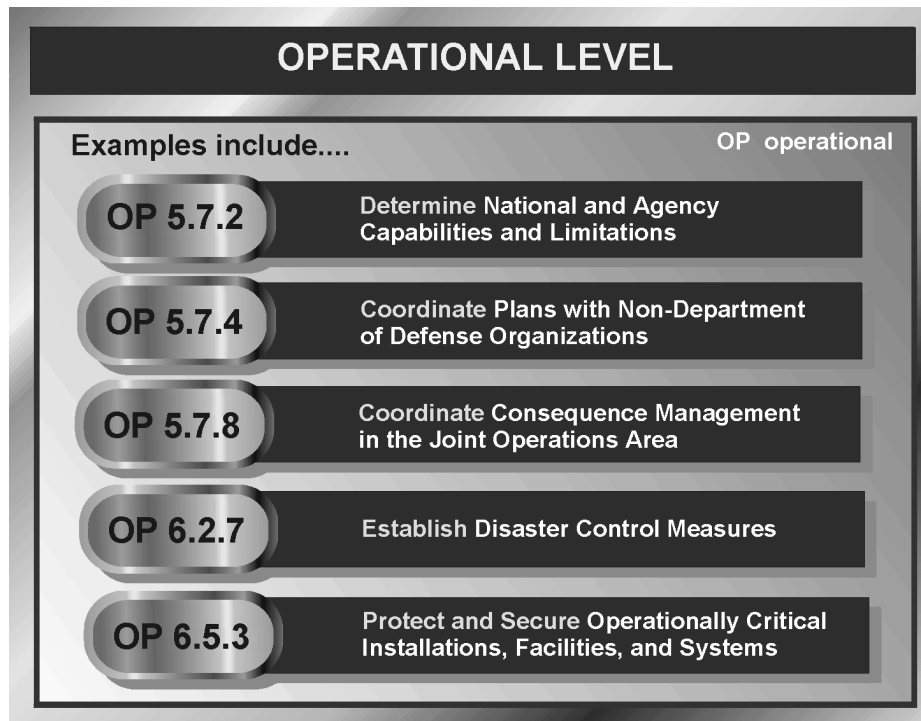 OPERATIONAL LEVEL
Examples include....
OP operational
OP 5.7.2
Determine National and Agency
Capabilities and Limitations
OP 5.7.4
Coordinate Plans with Non-Department
of Defense Organizations
OP 5.7.8
Coordinate Consequence Management
in the Joint Operations Area
OP 6.2.7
Establish Disaster Control Measures
OP 6.5.3
Protect and Secure Operationally Critical
Installations, Facilities, and Systems